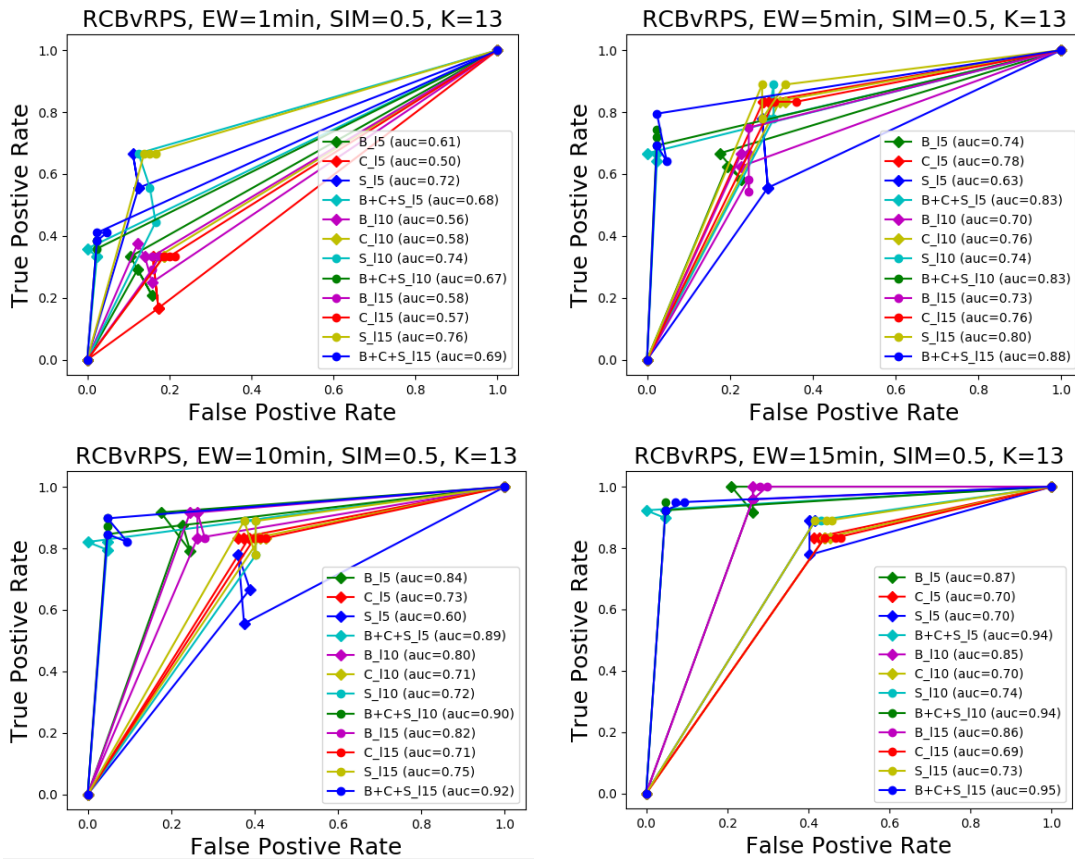 RCBvRPS, EW=1min, SIM=0.5, K=13
1.0
0.8
0.6
0.4
0.2
0.0
True Postive Rate
B_l5 (auc=0.61)
C_l5 (auc=0.50)
S_l5 (auc=0.72)
B+C+S_l5 (auc=0.68)
B_l10 (auc=0.56)
C_l10 (auc=0.58)
S_l10 (auc=0.74)
B+C+S_l10 (auc=0.67)
B_l15 (auc=0.58)
C_l15 (auc=0.57)
S_l15 (auc=0.76)
B+C+S_l15 (auc=0.69)
0.0 0.2 0.4 0.6 0.8 1.0
False Postive Rate
RCBvRPS, EW=5min, SIM=0.5, K=13
1.0
0.8
0.6
0.4
0.2
0.0
True Postive Rate
B_l5 (auc=0.74)
C_l5 (auc=0.78)
S_l5 (auc=0.63)
B+C+S_l5 (auc=0.83)
B_l10 (auc=0.70)
C_l10 (auc=0.76)
S_l10 (auc=0.74)
B+C+S_l10 (auc=0.83)
B_l15 (auc=0.73)
C_l15 (auc=0.76)
S_l15 (auc=0.80)
B+C+S_l15 (auc=0.88)
0.0 0.2 0.4 0.6 0.8 1.0
False Postive Rate
RCBvRPS, EW=10min, SIM=0.5, K=13
1.0
0.8
0.6
0.4
0.2
0.0
True Postive Rate
B_l5 (auc=0.84)
C_l5 (auc=0.73)
S_l5 (auc=0.60)
B+C+S_l5 (auc=0.89)
B_l10 (auc=0.80)
C_l10 (auc=0.71)
S_l10 (auc=0.72)
B+C+S_l10 (auc=0.90)
B_l15 (auc=0.82)
C_l15 (auc=0.71)
S_l15 (auc=0.75)
B+C+S_l15 (auc=0.92)
0.0 0.2 0.4 0.6 0.8 1.0
False Postive Rate
RCBvRPS, EW=15min, SIM=0.5, K=13
1.0
0.8
0.6
0.4
0.2
0.0
True Postive Rate
B_l5 (auc=0.87)
C_l5 (auc=0.70)
S_l5 (auc=0.70)
B+C+S_l5 (auc=0.94)
B_l10 (auc=0.85)
C_l10 (auc=0.70)
S_l10 (auc=0.74)
B+C+S_l10 (auc=0.94)
B_l15 (auc=0.86)
C_l15 (auc=0.69)
S_l15 (auc=0.73)
B+C+S_l15 (auc=0.95)
0.0 0.2 0.4 0.6 0.8 1.0
False Postive Rate